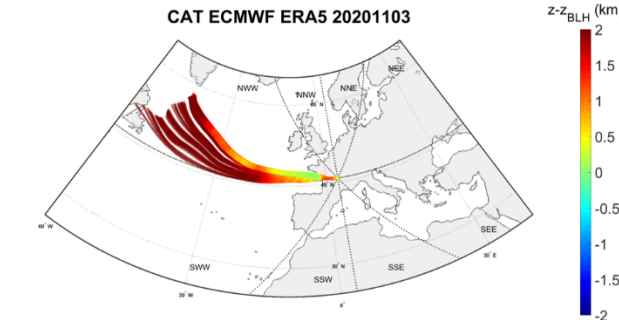 CAT ECMWF ERA5 20201103
z-z_BLH (km
2
1.5
1
0.5
0
-0.5
-1
-1.5
-2
NWW
NNW
NNE
NEE
60° N
45° N
60° W
SWW
30° N
SSW
SSE
SEE
30° E
30° W
0°